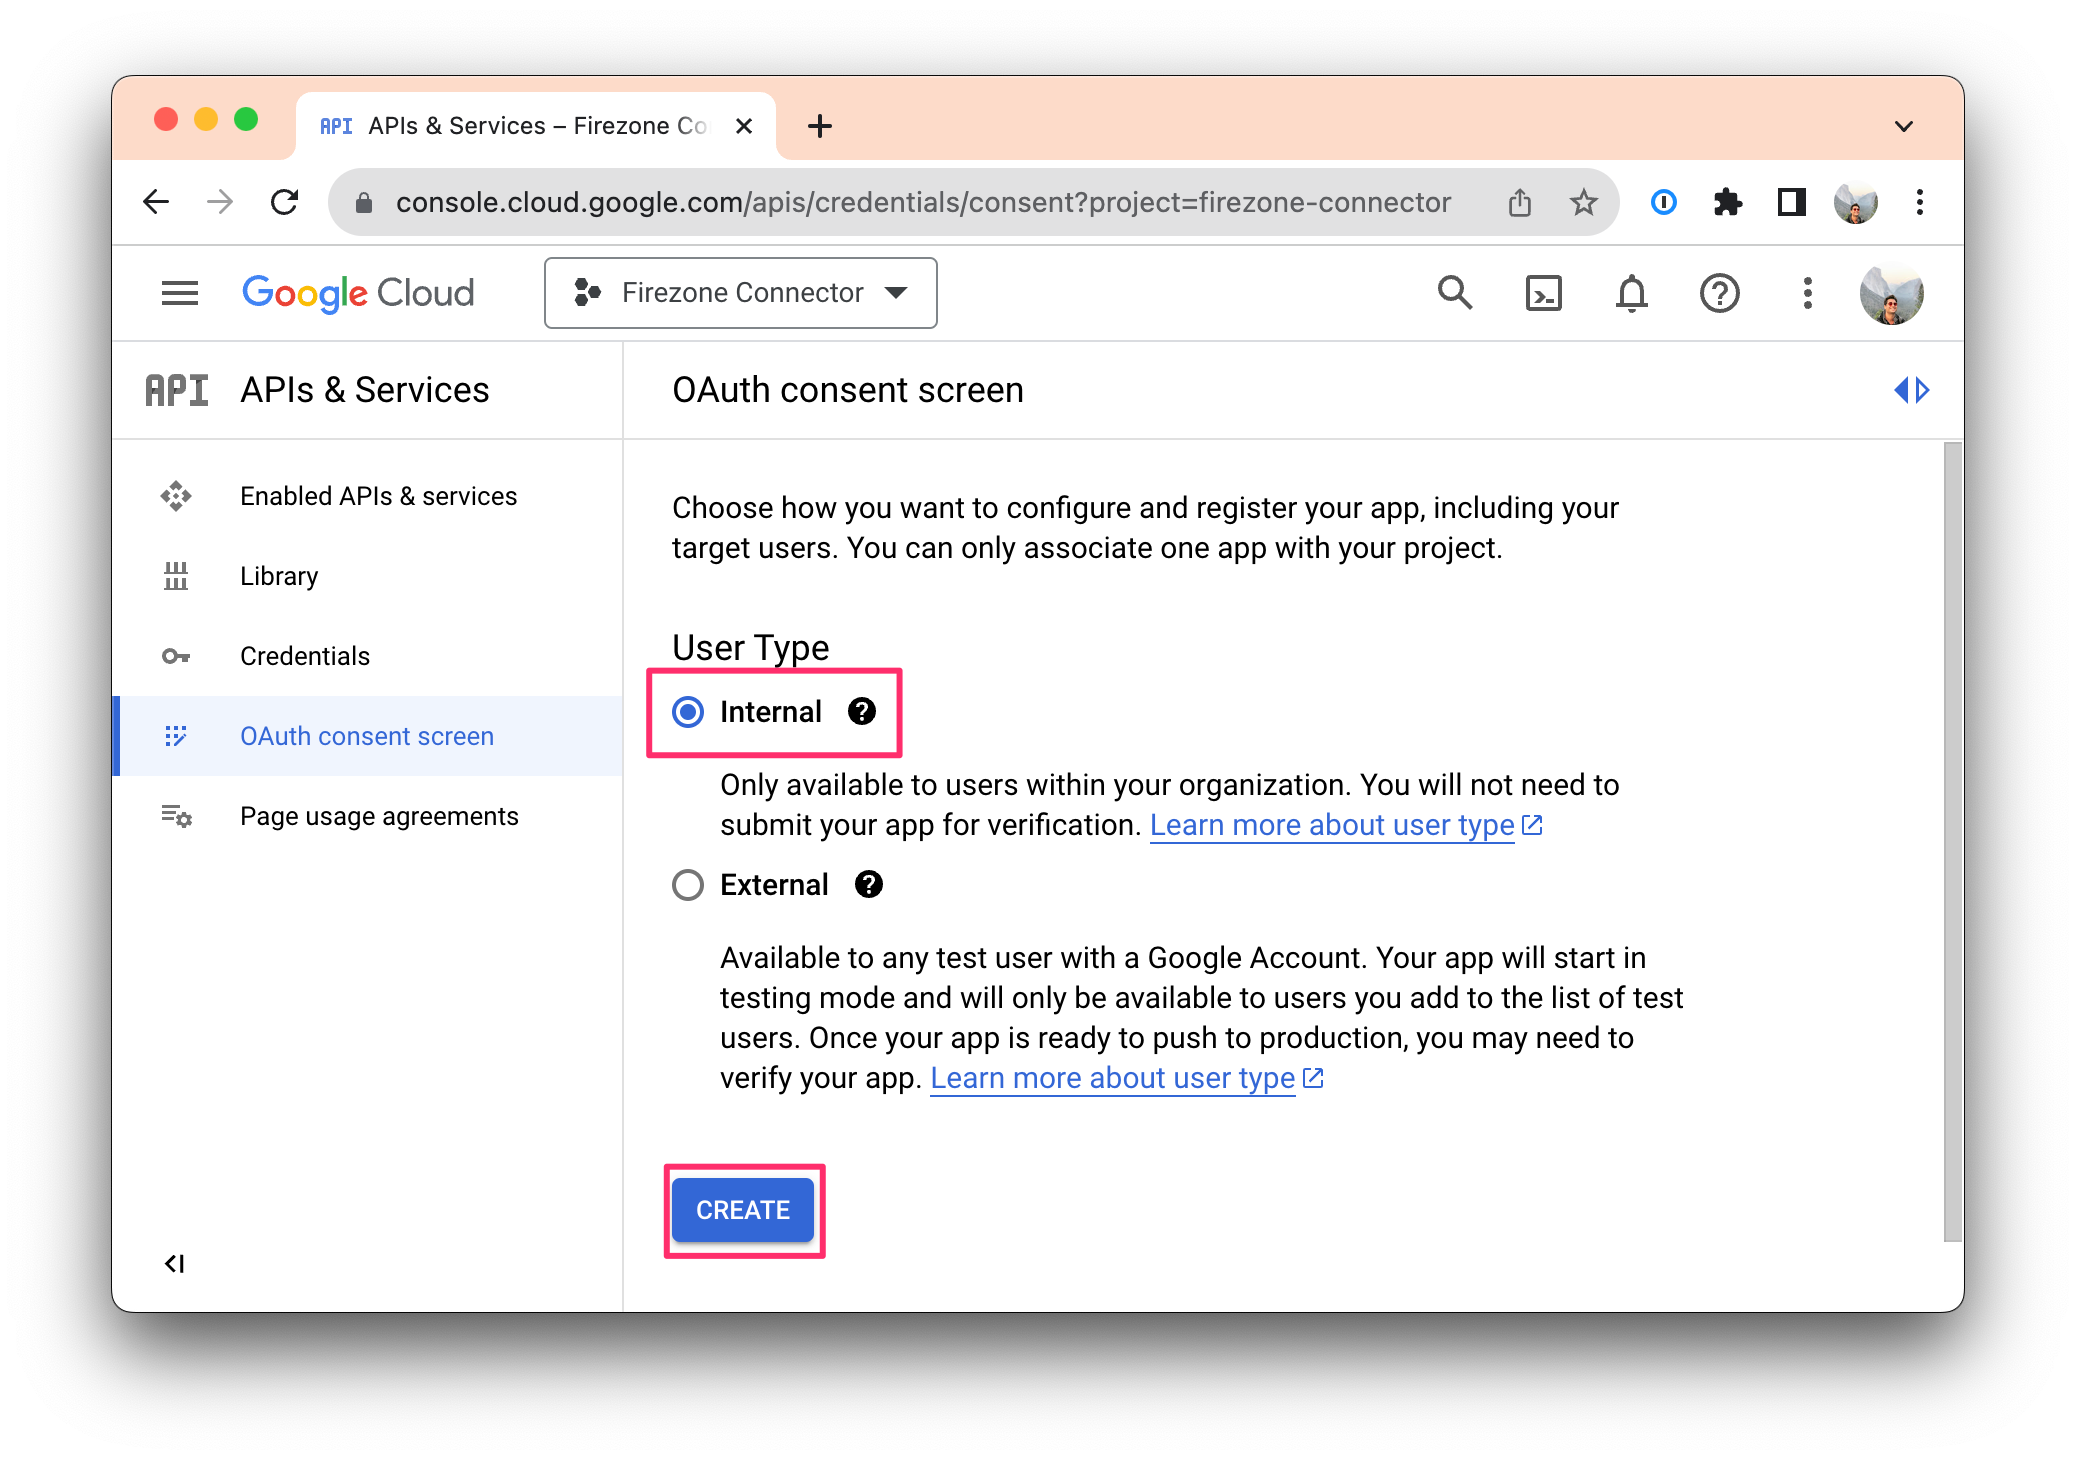 API APIs & Services – Firezone Co
console.cloud.google.com/apis/credentials/consent?project=firezone-connector
Google Cloud
Firezone Connector
API APIs & Services
OAuth consent screen
Enabled APIs & services
Library
Credentials
OAuth consent screen
Page usage agreements
Choose how you want to configure and register your app, including your
target users. You can only associate one app with your project.
User Type
Internal
Only available to users within your organization. You will not need to
submit your app for verification. Learn more about user type
External
Available to any test user with a Google Account. Your app will start in
testing mode and will only be available to users you add to the list of test
users. Once your app is ready to push to production, you may need to
verify your app. Learn more about user type
CREATE